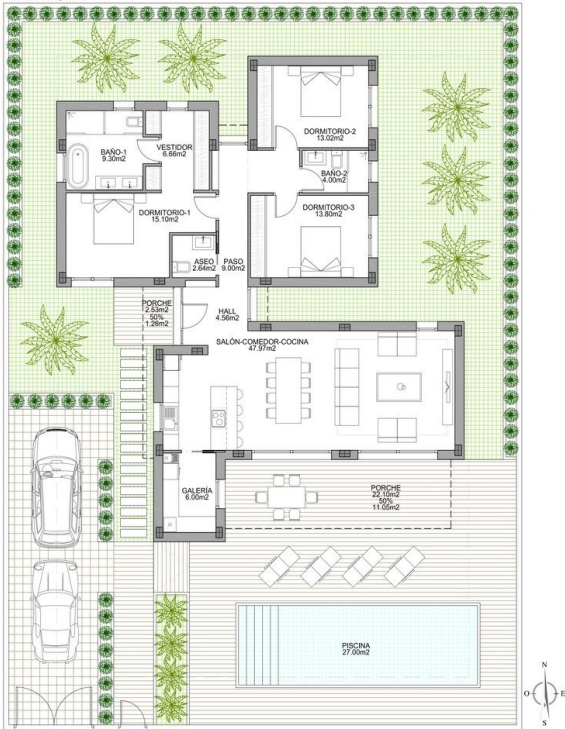 DORMITORIO-2
13.02m2
VESTIDOR
6.66m2
BAÑO-1
9.30m2
BAÑO-2
4.00m2
DORMITORIO-1
15.10m2
DORMITORIO-3
13.80m2
ASEO
2.64m2
PASO
9.00m2
PORCHE
2.53m2
50%
1.26m2
HALL
4.56m2
SALÓN-COMEDOR-COCINA
47.97m2
GALERÍA
6.00m2
PORCHE
22.10m2
50%
11.05m2
PISCINA
27.00m2
N
O
E
S